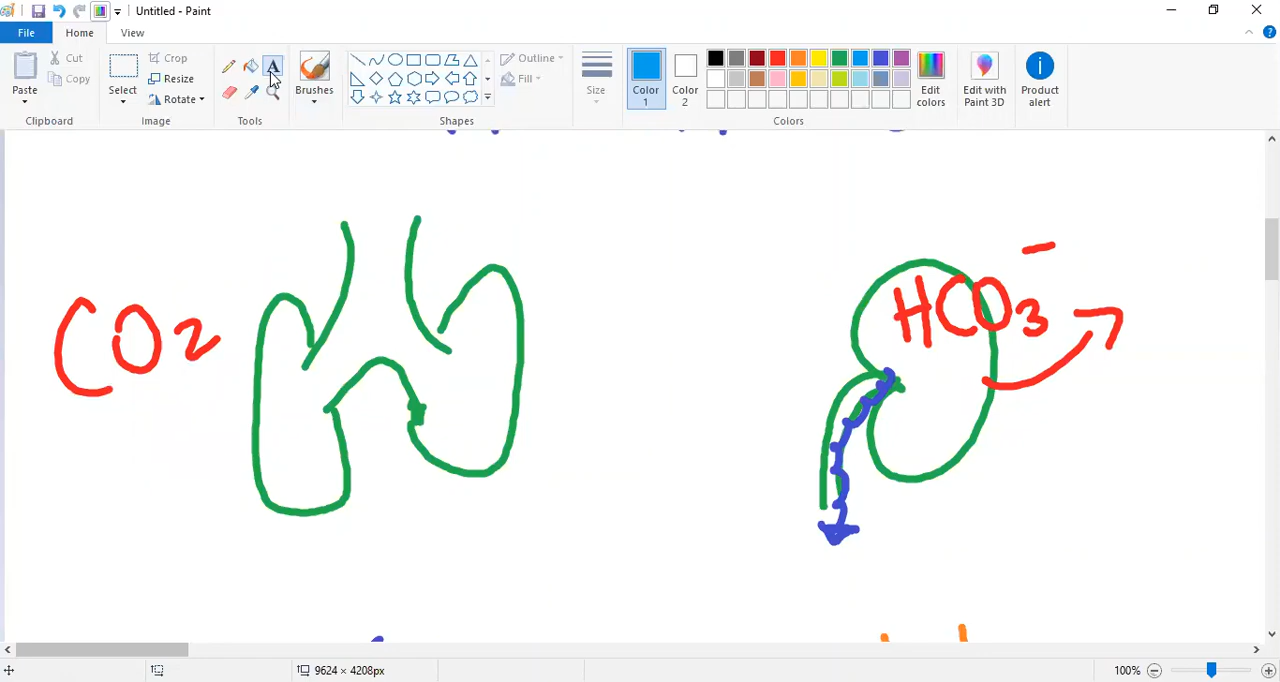 Untitled - Paint
File
Home
View
Paste
Cut
Copy
Clipboard
Select
Crop
Resize
Rotate
Image
A
Tools
Brushes
Outline
Fill
Shapes
Size
Color 1
Color 2
Edit colors
Colors
Edit with Paint 3D
Product alert
CO2
HCO3-
9624 × 4208px
100%